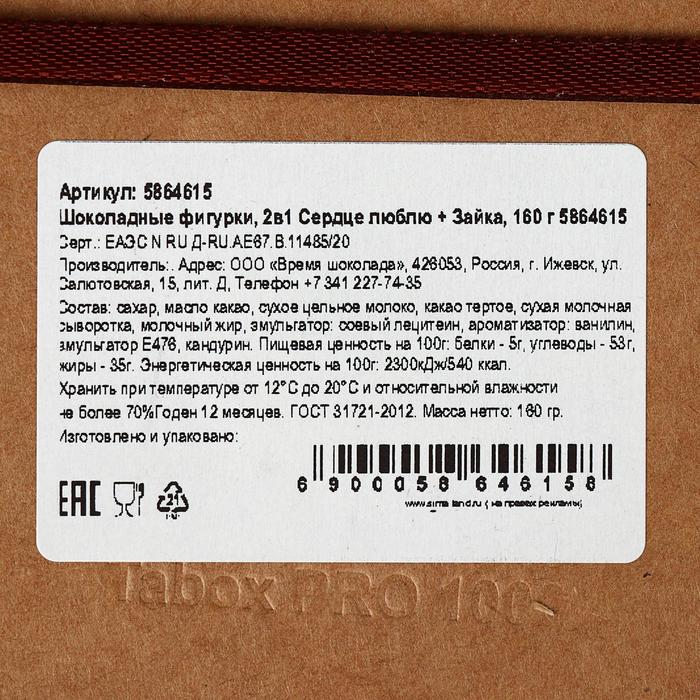 Артикул: 5864615
Шоколадные фигурки, 2в1 Сердце люблю + Зайка, 160 г 5864615
Серт.: ЕАЭС N RU Д-RU.АЕ67.В.11485/20
Производитель:. Адрес: ООО «Время шоколада», 426053, Россия, г. Ижевск, ул.
Салютовская, 15, лит. Д, Телефон +7 341 227-74-35
Состав: сахар, масло какао, сухое цельное молоко, какао тертое, сухая молочная
сыворотка, молочный жир, эмульгатор: соевый лецитеин, ароматизатор: ванилин,
эмульгатор Е476, кандурин. Пищевая ценность на 100г: белки - 5г, углеводы - 53г,
жиры - 35г. Энергетическая ценность на 100г: 2300кДж/540 ккал.
Хранить при температуре от 12°С до 20°С и относительной влажности
не более 70%Годен 12 месяцев. ГОСТ 31721-2012. Масса нетто: 160 гр.
Изготовлено и упаковано:
6 900058 646158
EAC
21
www.sima-land.ru ( на правах рекламы)
fabox PRO 100